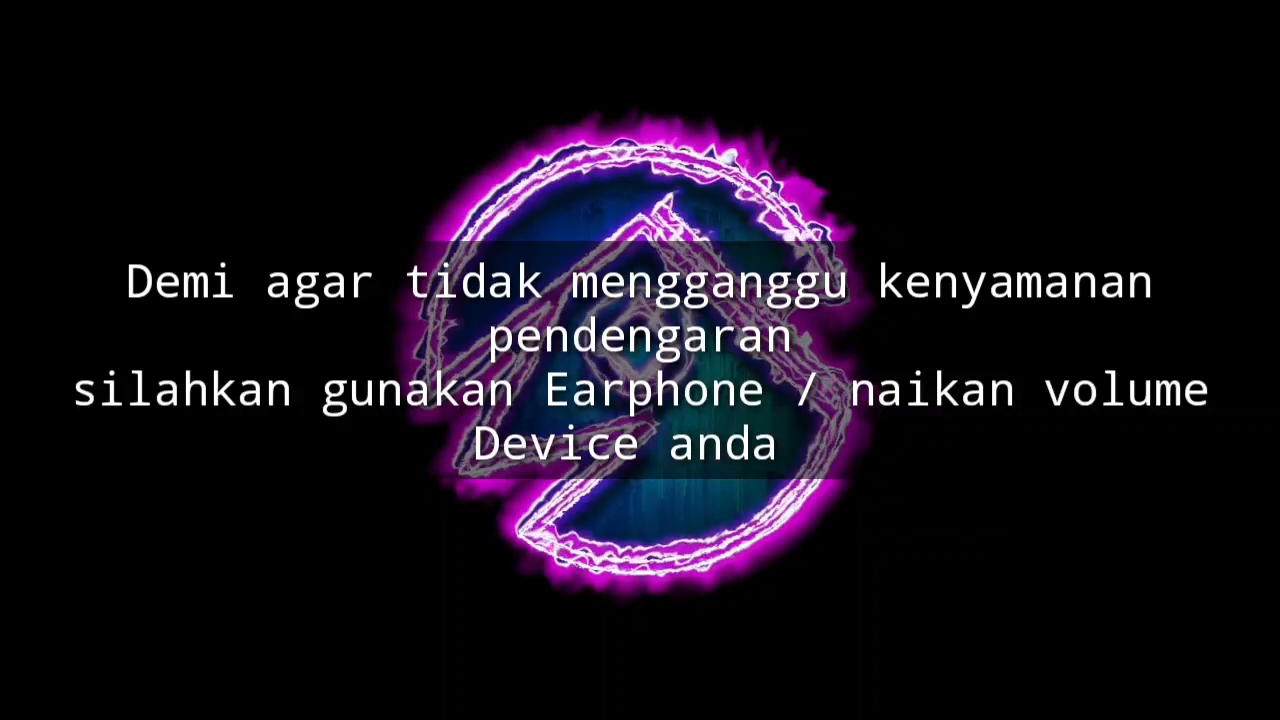 Demi agar tidak mengganggu kenyamanan
pendengaran
silahkan gunakan Earphone / naikan volume
Device anda